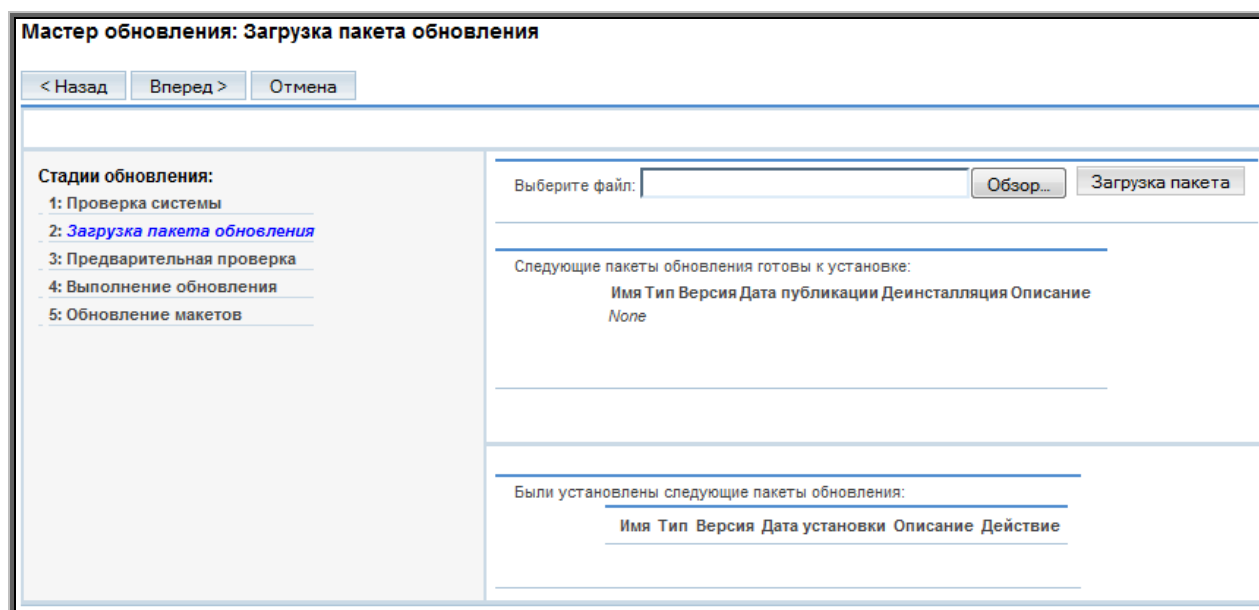 Мастер обновления: Загрузка пакета обновления
< Назад Вперед > Отмена
Стадии обновления:
1: Проверка системы
2: Загрузка пакета обновления
3: Предварительная проверка
4: Выполнение обновления
5: Обновление макетов
Выберите файл: Обзор... Загрузка пакета
Следующие пакеты обновления готовы к установке:
Имя Тип Версия Дата публикации Деинсталляция Описание
None
Были установлены следующие пакеты обновления:
Имя Тип Версия Дата установки Описание Действие